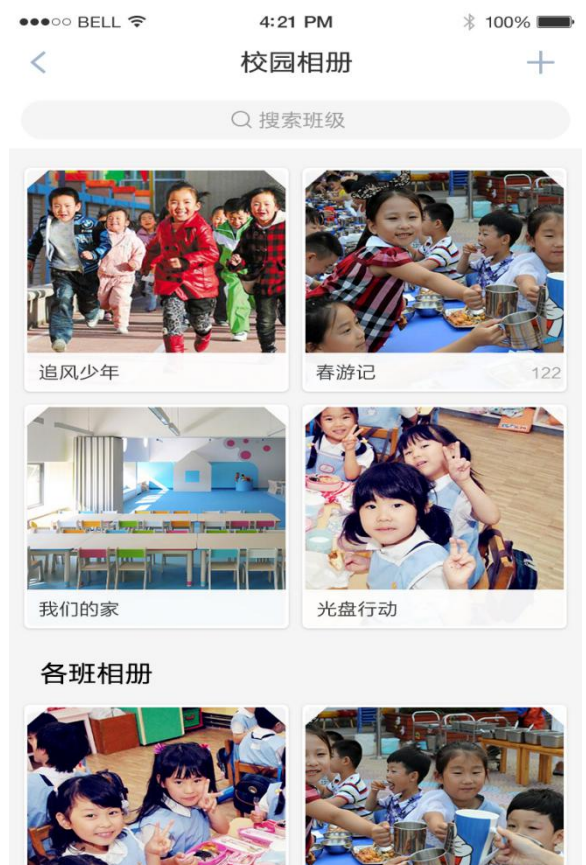 BELL 4:21 PM 100%
校园相册
搜索班级
追风少年
春游记 122
我们的家
光盘行动
各班相册